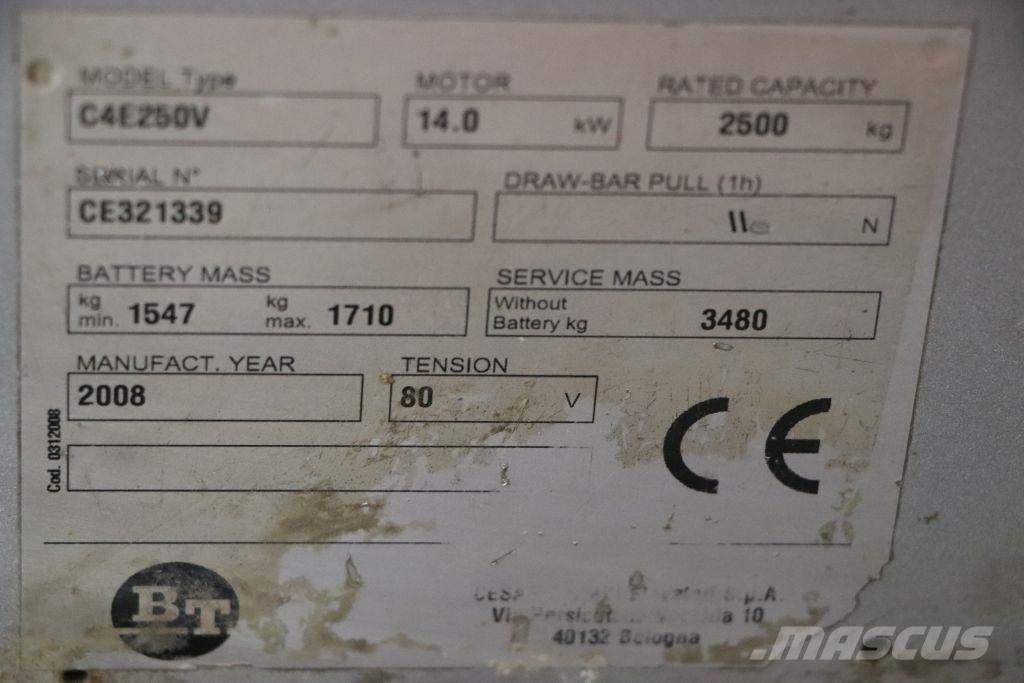 MODEL Type MOTOR RATED CAPACITY
C4E250V 14.0 kW 2500 kg
SERIAL N° DRAW-BAR PULL (1h)
CE321339 N
BATTERY MASS SERVICE MASS
kg min. 1547 kg max. 1710 Without Battery kg 3480
MANUFACT. YEAR TENSION
2008 80 V
Cod. 0312008
CE
BT
S.p.A.
Via 10
40132 Bologna
MASCUS